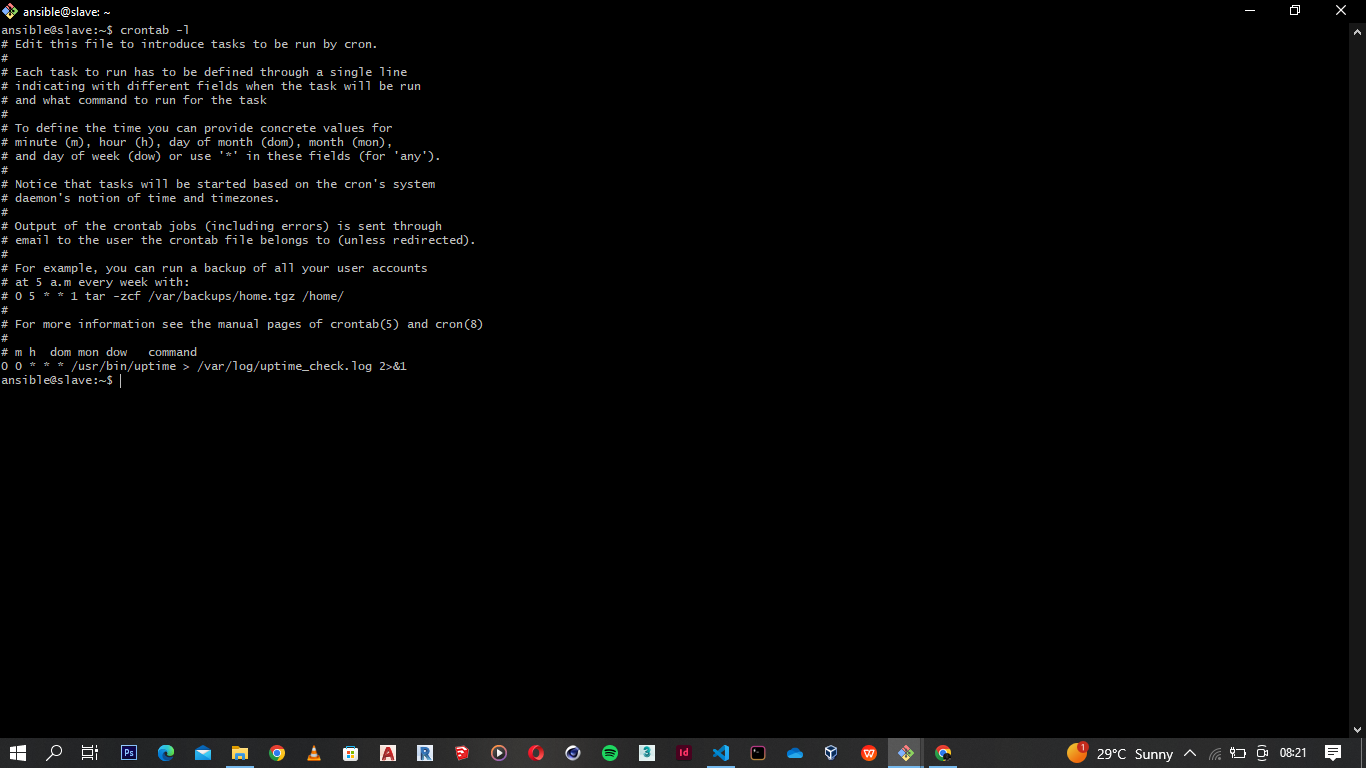 ansible@slave: ~
ansible@slave:~$ crontab -l
# Edit this file to introduce tasks to be run by cron.
#
# Each task to run has to be defined through a single line
# indicating with different fields when the task will be run
# and what command to run for the task
#
# To define the time you can provide concrete values for
# minute (m), hour (h), day of month (dom), month (mon),
# and day of week (dow) or use '*' in these fields (for 'any').
#
# Notice that tasks will be started based on the cron's system
# daemon's notion of time and timezones.
#
# Output of the crontab jobs (including errors) is sent through
# email to the user the crontab file belongs to (unless redirected).
#
# For example, you can run a backup of all your user accounts
# at 5 a.m every week with:
# 0 5 * * 1 tar -zcf /var/backups/home.tgz /home/
#
# For more information see the manual pages of crontab(5) and cron(8)
#
# m h  dom mon dow   command
0 0 * * * /usr/bin/uptime > /var/log/uptime_check.log 2>&1
ansible@slave:~$
Ps A R 3 Id W 1 29°C Sunny 08:21